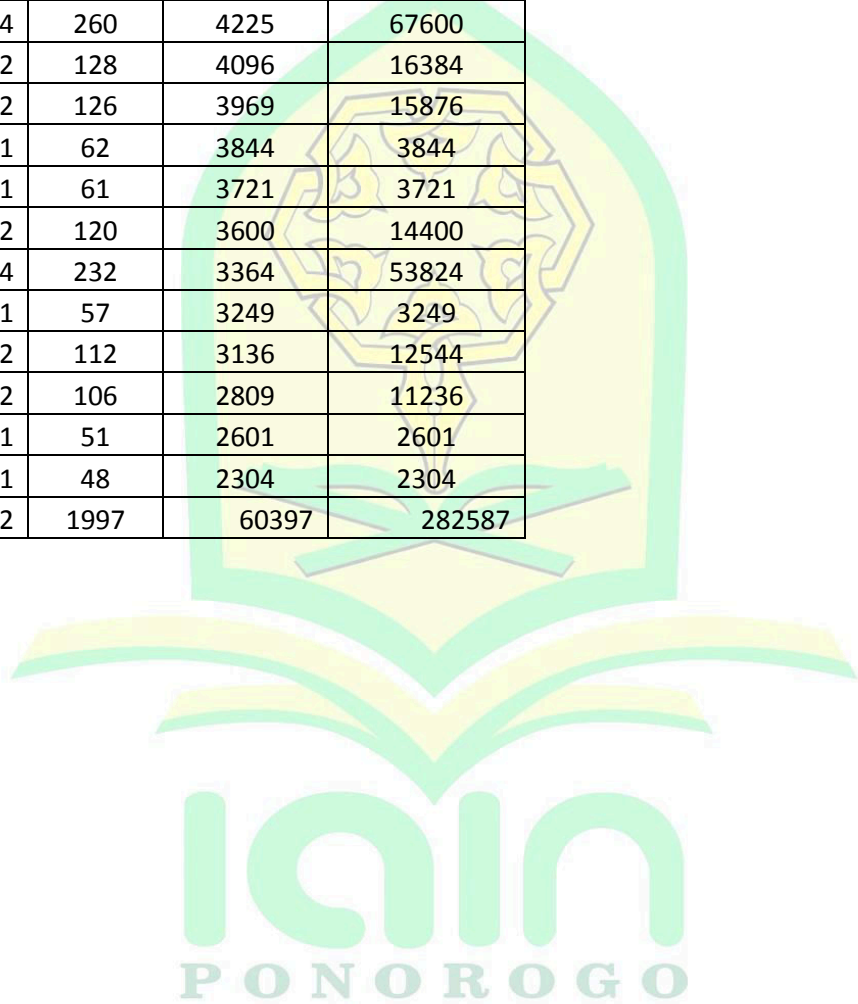 4 260 4225 67600
2 128 4096 16384
2 126 3969 15876
1 62 3844 3844
1 61 3721 3721
2 120 3600 14400
4 232 3364 53824
1 57 3249 3249
2 112 3136 12544
2 106 2809 11236
1 51 2601 2601
1 48 2304 2304
2 1997 60397 282587
iain
PONOROGO